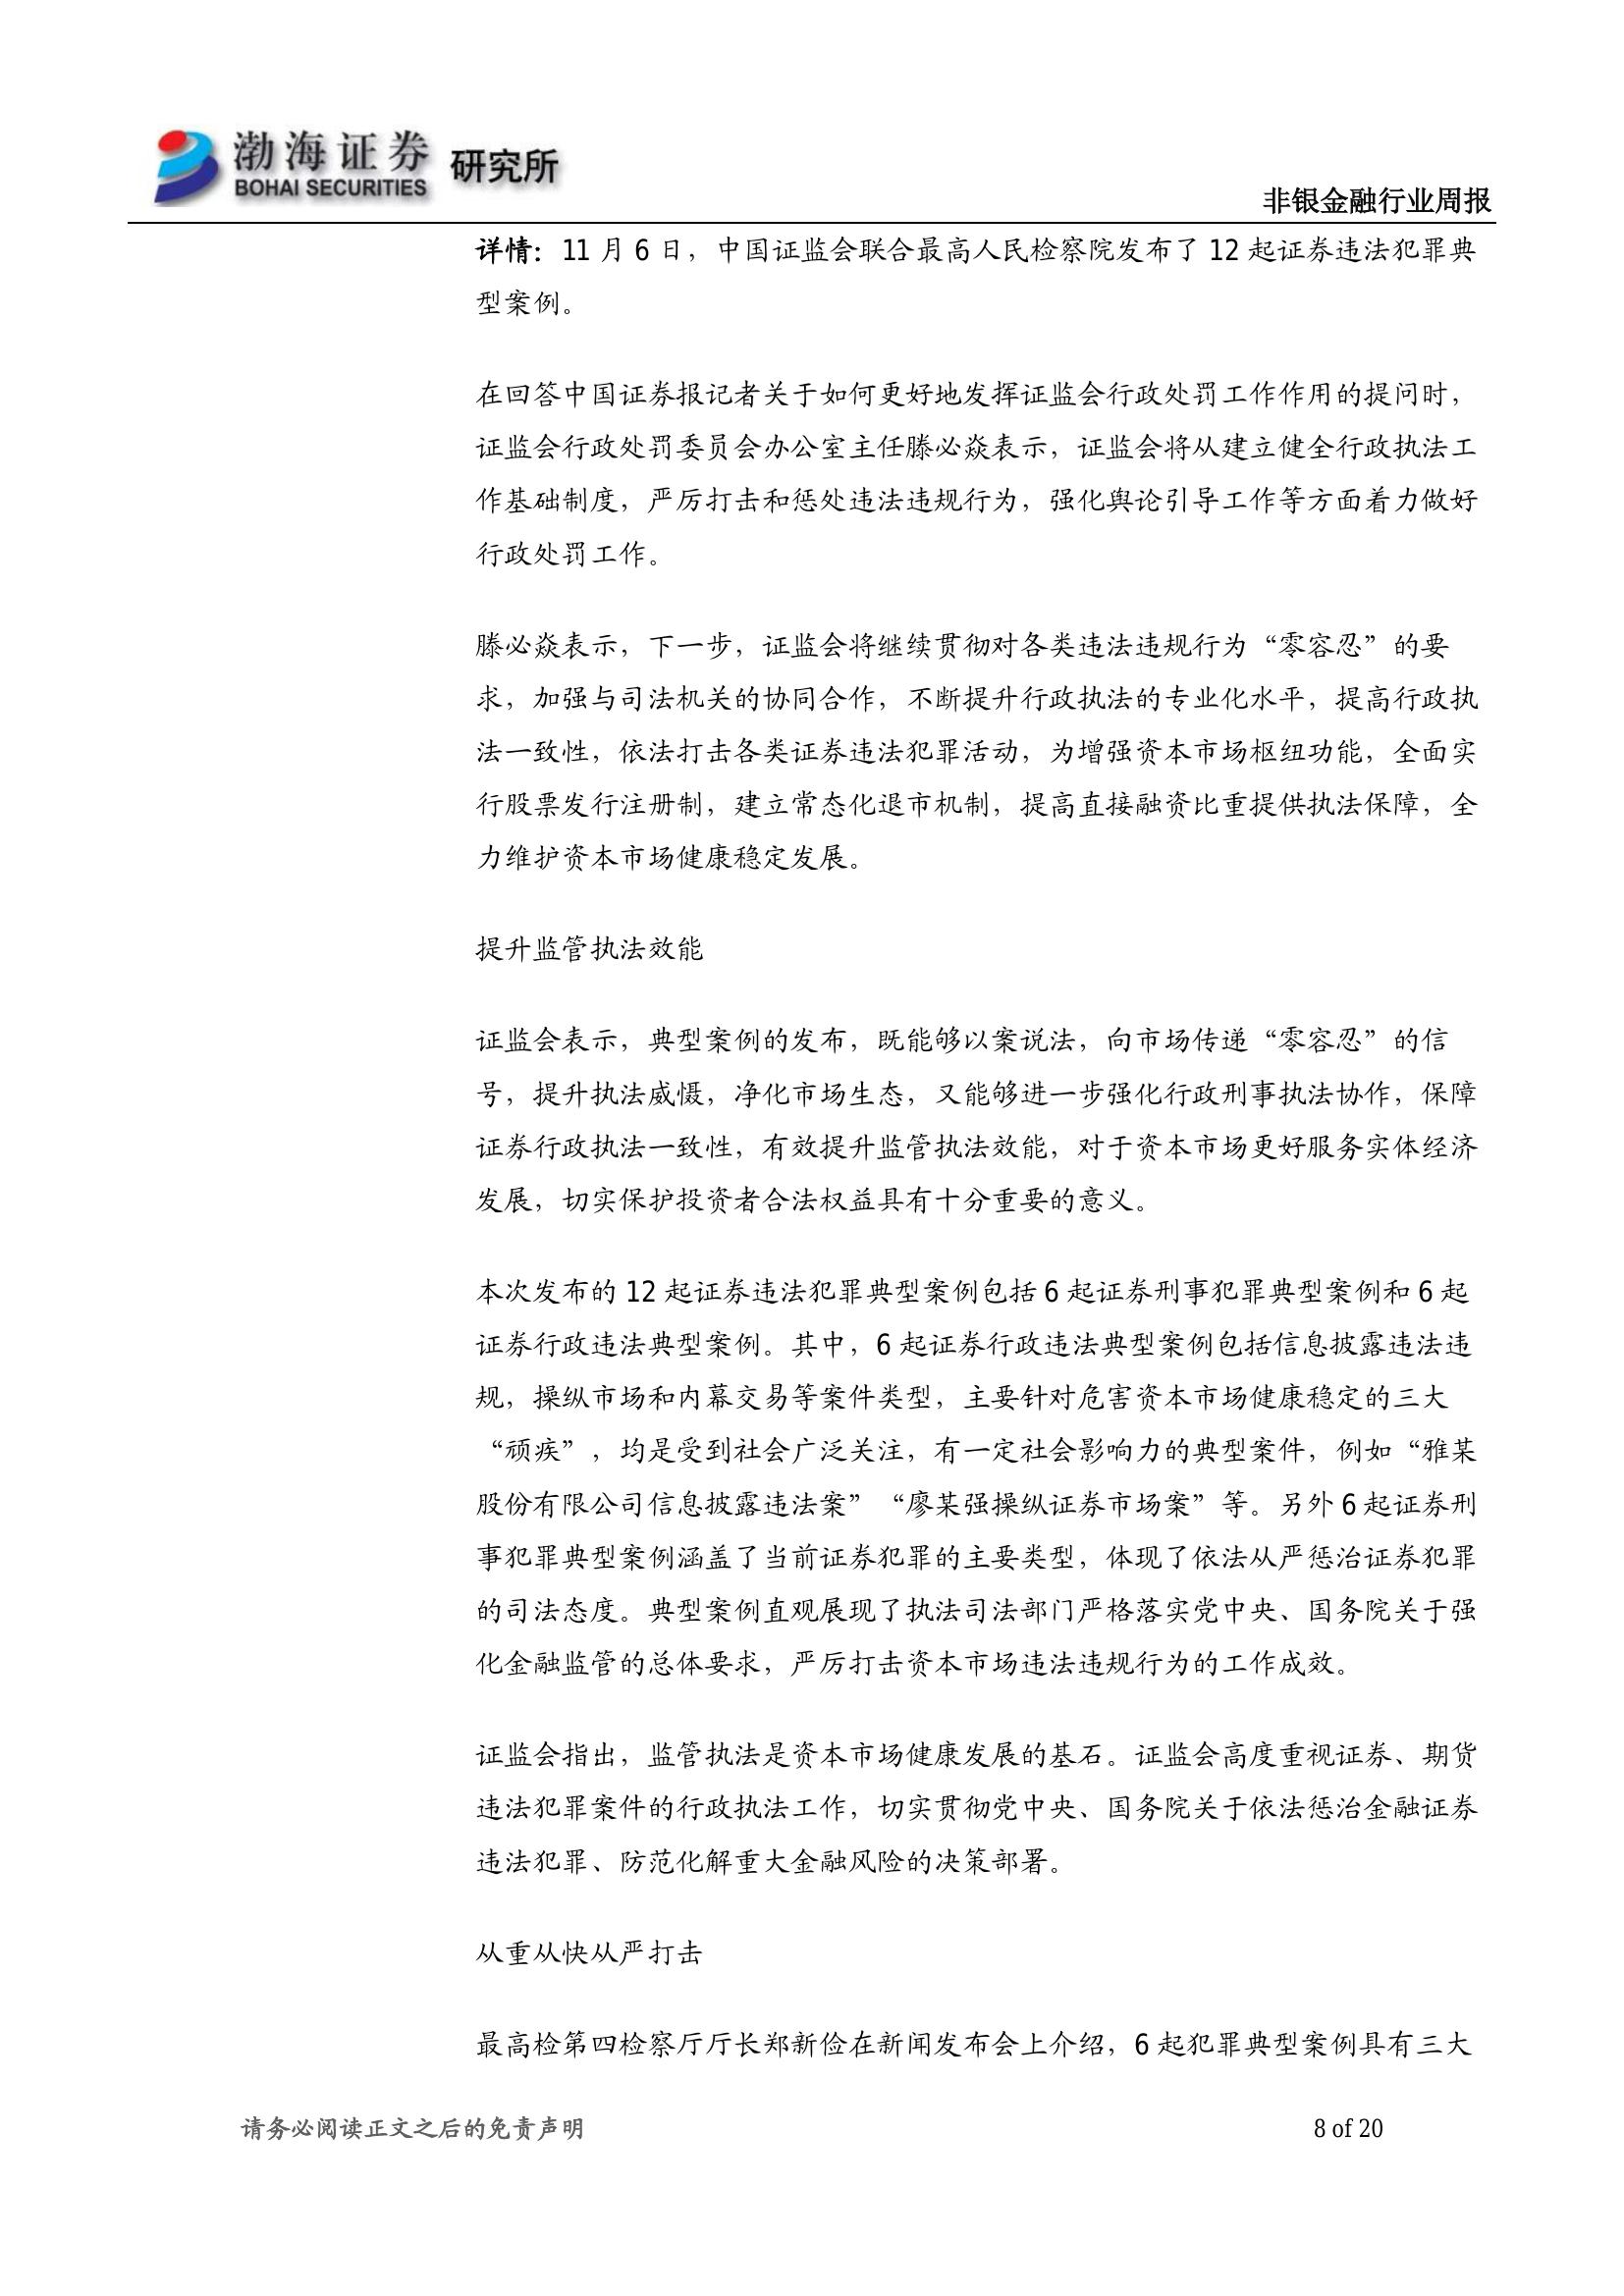 渤海证券 研究所
BOHAI SECURITIES
非银金融行业周报
详情：11 月 6 日，中国证监会联合最高人民检察院发布了 12 起证券违法犯罪典
型案例。
在回答中国证券报记者关于如何更好地发挥证监会行政处罚工作作用的提问时，
证监会行政处罚委员会办公室主任滕必焱表示，证监会将从建立健全行政执法工
作基础制度，严厉打击和惩处违法违规行为，强化舆论引导工作等方面着力做好
行政处罚工作。
滕必焱表示，下一步，证监会将继续贯彻对各类违法违规行为“零容忍”的要
求，加强与司法机关的协同合作，不断提升行政执法的专业化水平，提高行政执
法一致性，依法打击各类证券违法犯罪活动，为增强资本市场枢纽功能，全面实
行股票发行注册制，建立常态化退市机制，提高直接融资比重提供执法保障，全
力维护资本市场健康稳定发展。
提升监管执法效能
证监会表示，典型案例的发布，既能够以案说法，向市场传递“零容忍”的信
号，提升执法威慑，净化市场生态，又能够进一步强化行政刑事执法协作，保障
证券行政执法一致性，有效提升监管执法效能，对于资本市场更好服务实体经济
发展，切实保护投资者合法权益具有十分重要的意义。
本次发布的 12 起证券违法犯罪典型案例包括 6 起证券刑事犯罪典型案例和 6 起
证券行政违法典型案例。其中，6 起证券行政违法典型案例包括信息披露违法违
规，操纵市场和内幕交易等案件类型，主要针对危害资本市场健康稳定的三大
“顽疾”，均是受到社会广泛关注，有一定社会影响力的典型案件，例如“雅某
股份有限公司信息披露违法案”“廖某强操纵证券市场案”等。另外 6 起证券刑
事犯罪典型案例涵盖了当前证券犯罪的主要类型，体现了依法从严惩治证券犯罪
的司法态度。典型案例直观展现了执法司法部门严格落实党中央、国务院关于强
化金融监管的总体要求，严厉打击资本市场违法违规行为的工作成效。
证监会指出，监管执法是资本市场健康发展的基石。证监会高度重视证券、期货
违法犯罪案件的行政执法工作，切实贯彻党中央、国务院关于依法惩治金融证券
违法犯罪、防范化解重大金融风险的决策部署。
从重从快从严打击
最高检第四检察厅厅长郑新俭在新闻发布会上介绍，6 起犯罪典型案例具有三大
请务必阅读正文之后的免责声明
8 of 20